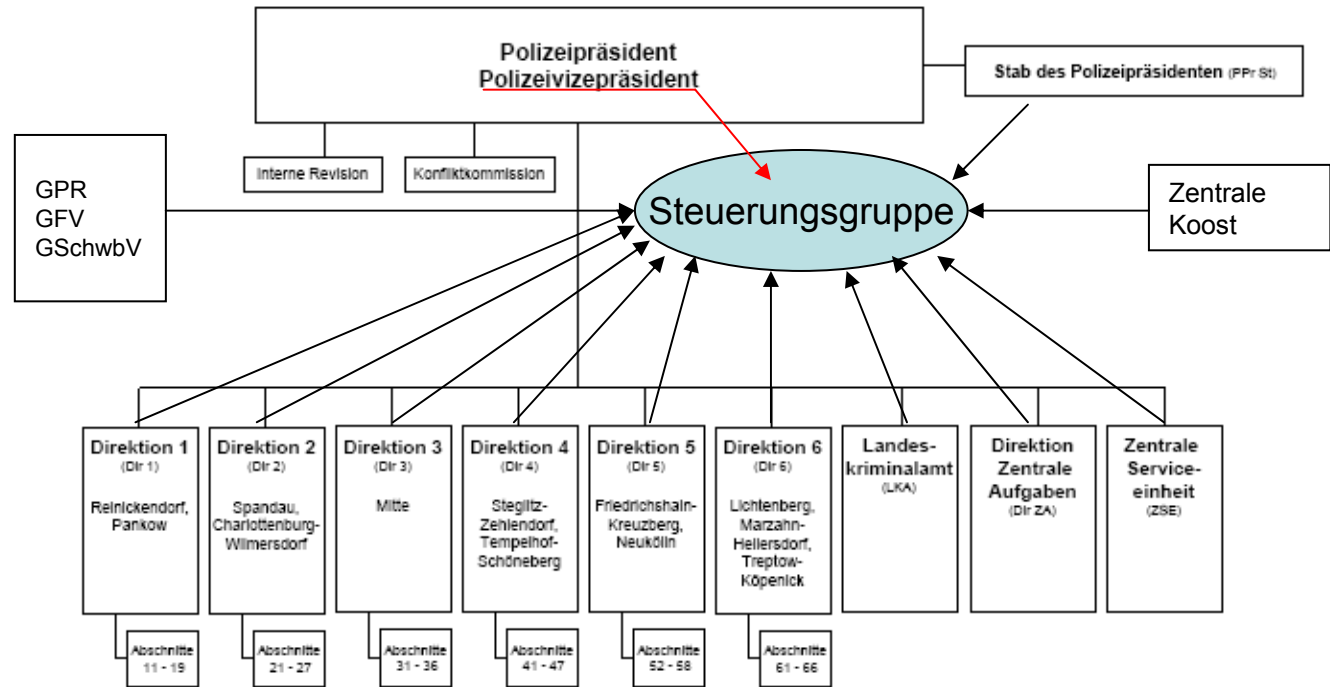 Polizeipräsident
Polizeivizepräsident
Stab des Polizeipräsidenten (PPr St)
Interne Revision
Konfliktkommission
GPR
GFV
GSchwbV
Steuerungsgruppe
Zentrale
Koost
Direktion 1
(Dir 1)
Reinickendorf,
Pankow
Direktion 2
(Dir 2)
Spandau,
Charlottenburg-
Wilmersdorf
Direktion 3
(Dir 3)
Mitte
Direktion 4
(Dir 4)
Steglitz-
Zehlendorf,
Tempelhof-
Schöneberg
Direktion 5
(Dir 5)
Friedrichshain-
Kreuzberg,
Neukölln
Direktion 6
(Dir 6)
Lichtenberg,
Marzahn-
Hellersdorf,
Treptow-
Köpenick
Landes-
kriminalamt
(LKA)
Direktion
Zentrale
Aufgaben
(Dir ZA)
Zentrale
Service-
einheit
(ZSE)
Abschnitte
11 - 19
Abschnitte
21 - 27
Abschnitte
31 - 36
Abschnitte
41 - 47
Abschnitte
52 - 58
Abschnitte
61 - 66